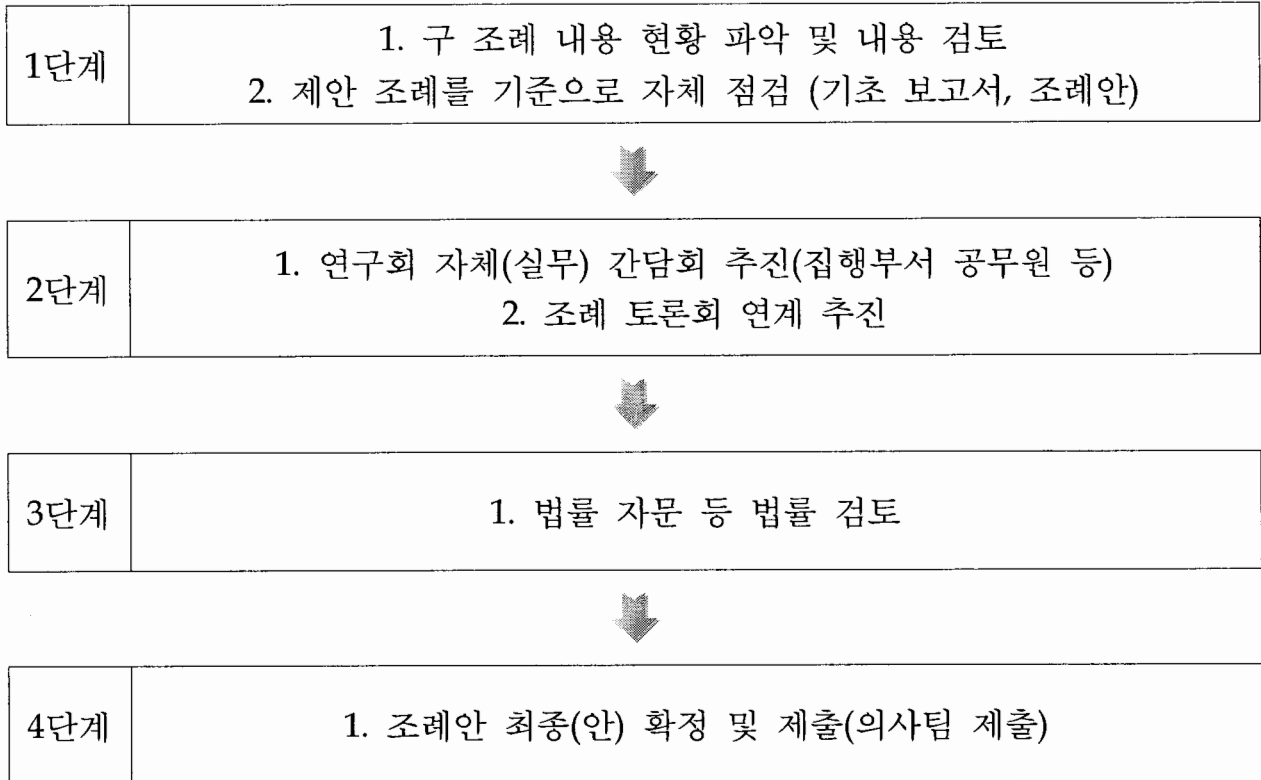 1단계
1. 구 조례 내용 현황 파악 및 내용 검토
2. 제안 조례를 기준으로 자체 점검 (기초 보고서, 조례안)
2단계
1. 연구회 자체(실무) 간담회 추진(집행부서 공무원 등)
2. 조례 토론회 연계 추진
3단계
1. 법률 자문 등 법률 검토
4단계
1. 조례안 최종(안) 확정 및 제출(의사팀 제출)